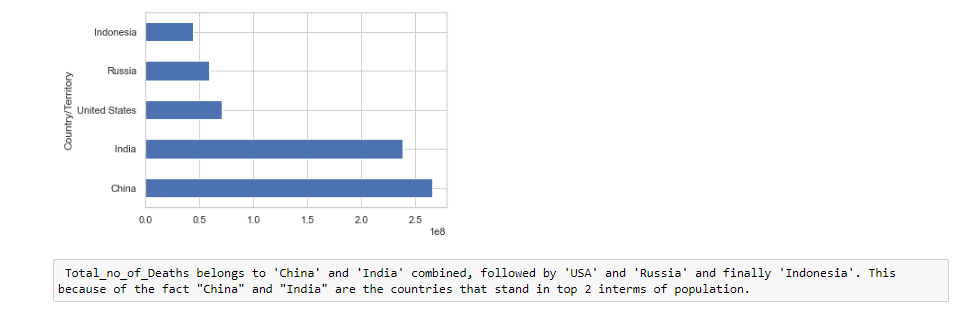 Indonesia
Russia
United States
India
China
Country/Territory
0.0 0.5 1.0 1.5 2.0 2.5
1e8
Total_no_of_Deaths belongs to 'China' and 'India' combined, followed by 'USA' and 'Russia' and finally 'Indonesia'. This
because of the fact "China" and "India" are the countries that stand in top 2 interms of population.